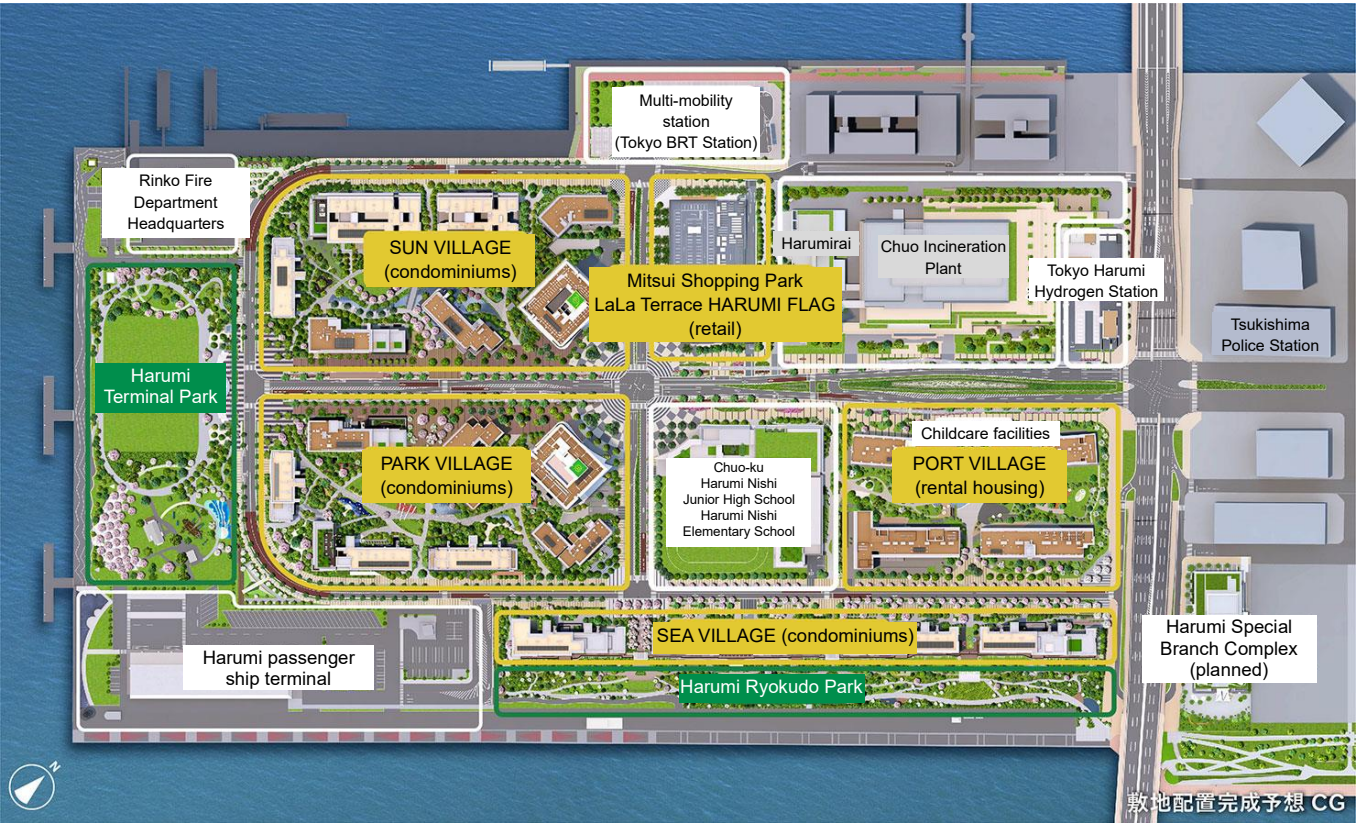 Multi-mobility
station
(Tokyo BRT Station)
Rinko Fire
Department
Headquarters
SUN VILLAGE
(condominiums)
Mitsui Shopping Park
LaLa Terrace HARUMI FLAG
(retail)
Harumirai
Chuo Incineration
Plant
Tokyo Harumi
Hydrogen Station
Tsukishima
Police Station
Harumi
Terminal Park
PARK VILLAGE
(condominiums)
Chuo-ku
Harumi Nishi
Junior High School
Harumi Nishi
Elementary School
Childcare facilities
PORT VILLAGE
(rental housing)
SEA VILLAGE (condominiums)
Harumi Ryokudo Park
Harumi passenger
ship terminal
Harumi Special
Branch Complex
(planned)
N
敷地配置完成予想 CG